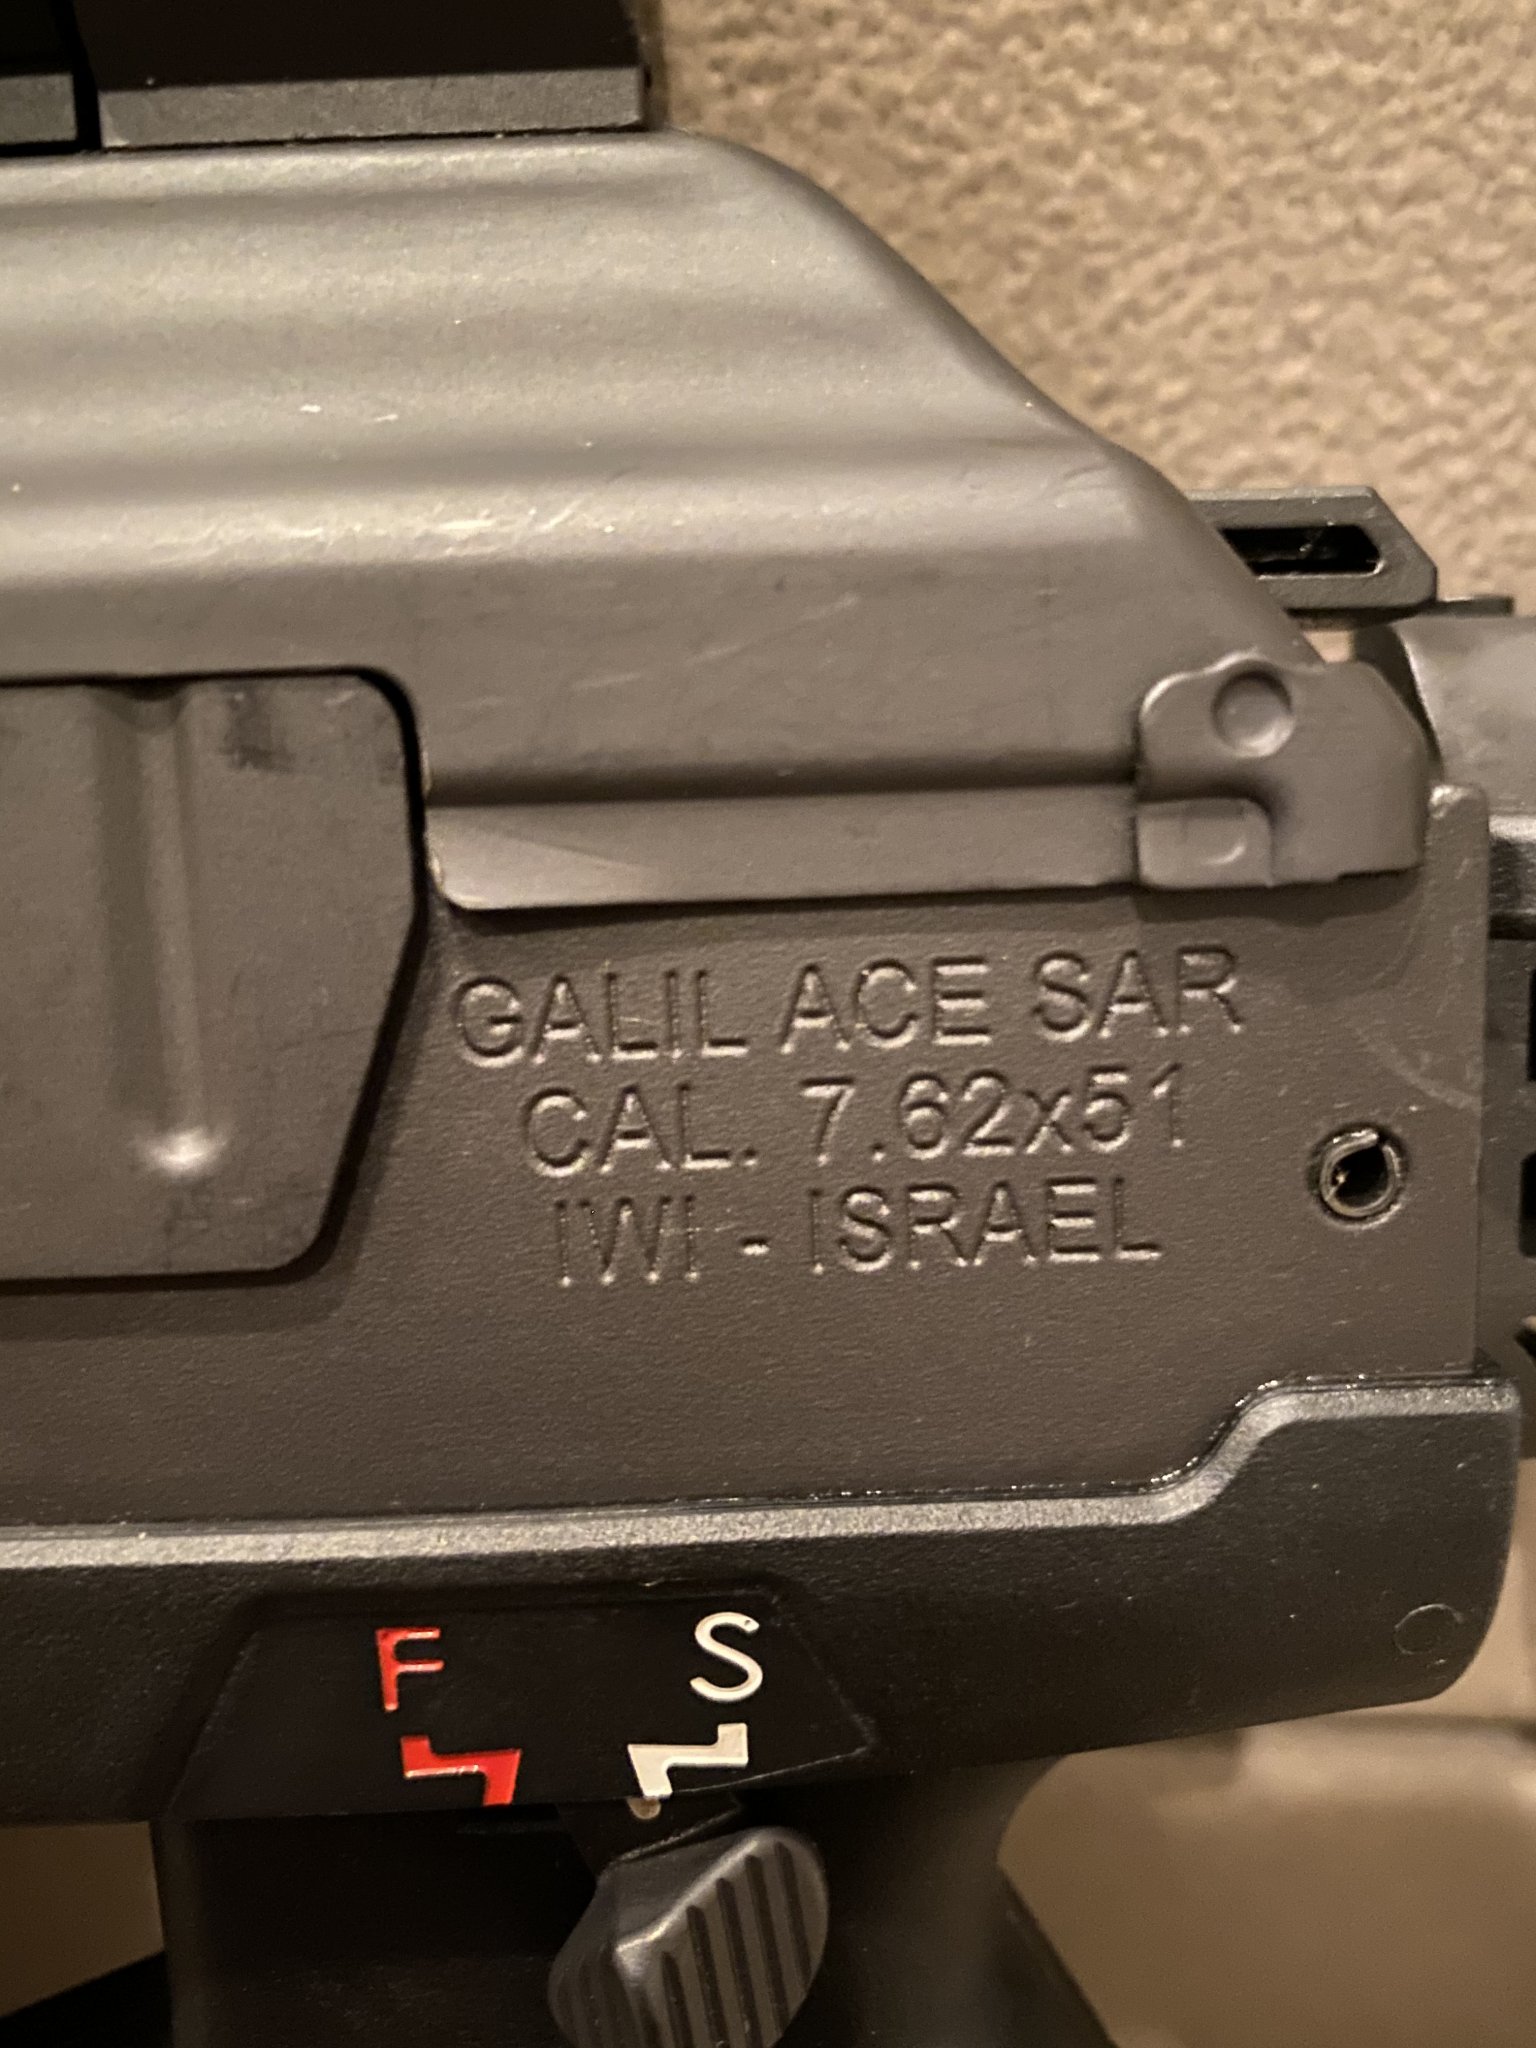 GALIL ACE SAR
CAL. 7.62x51
IWI - ISRAEL
F S